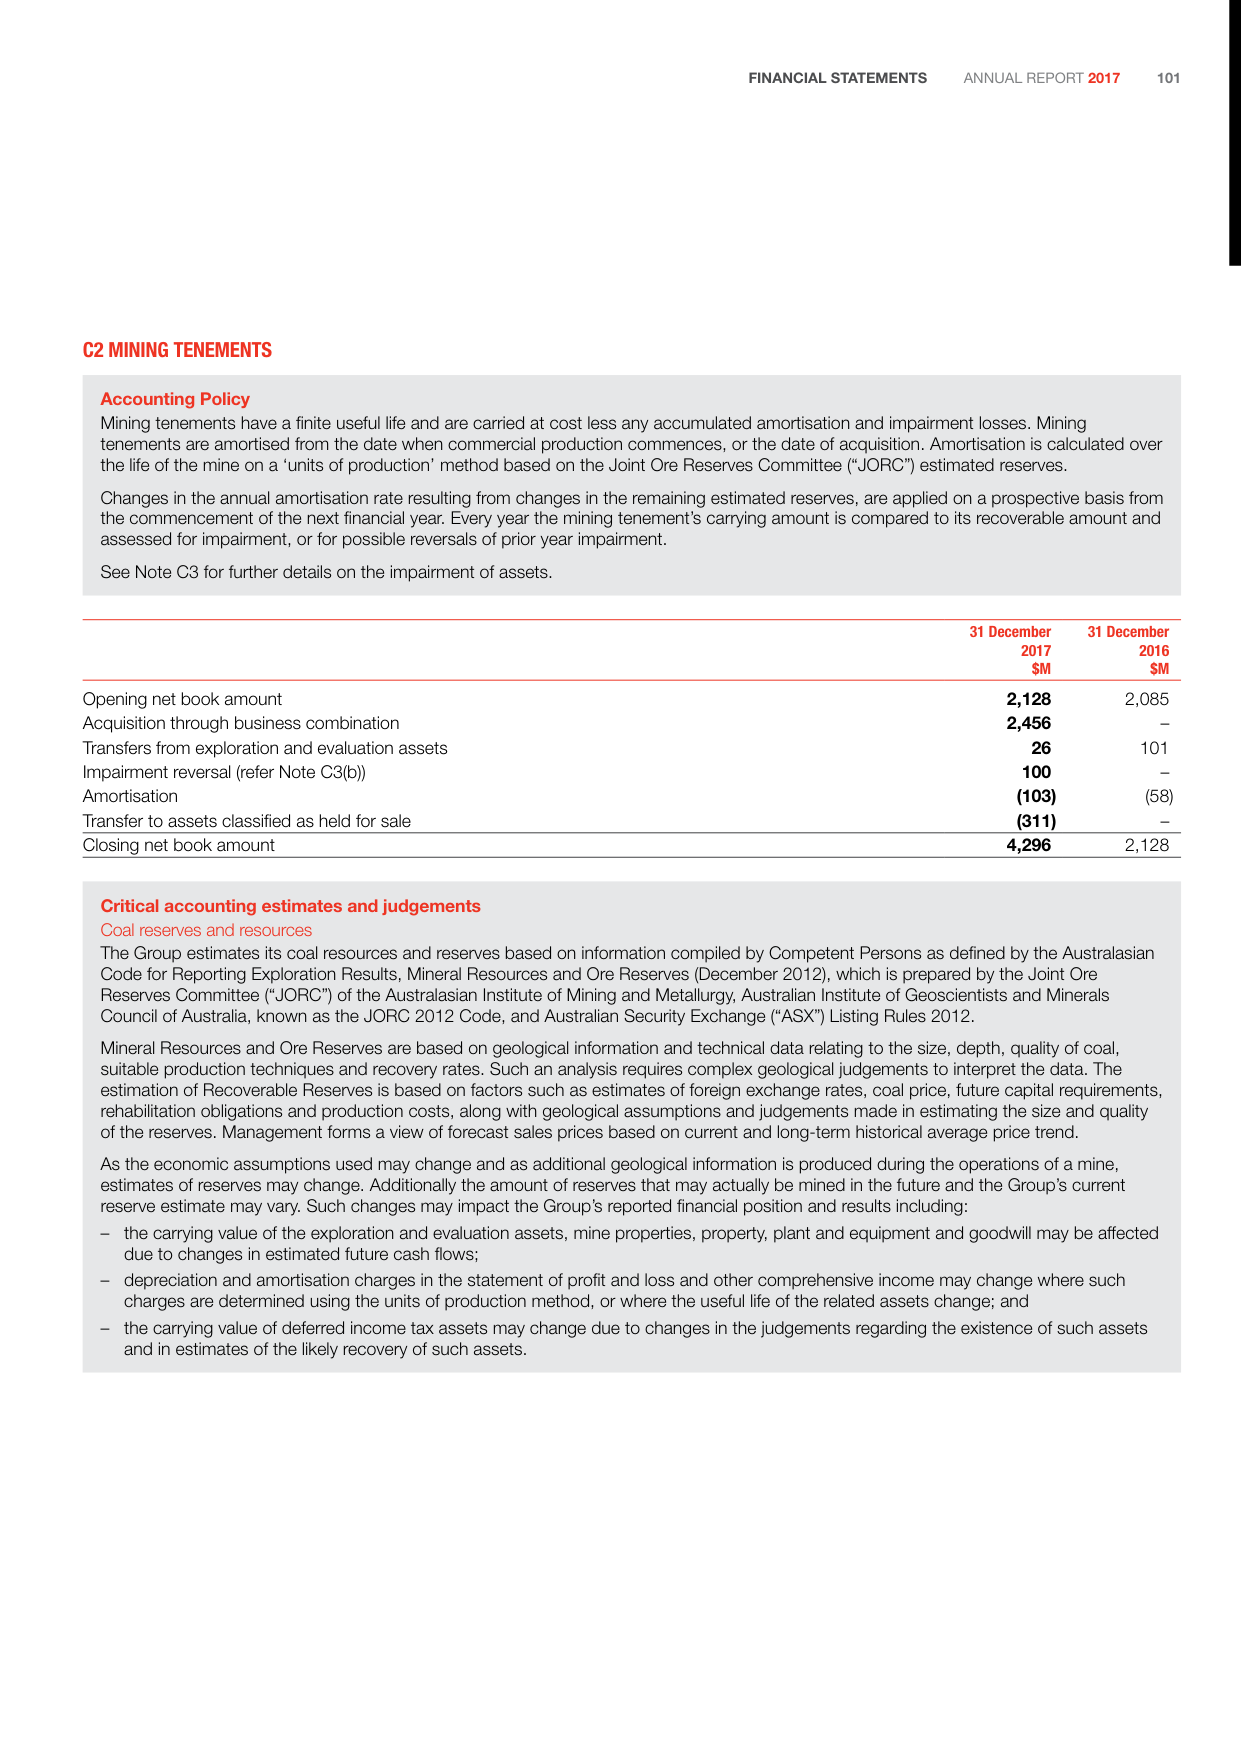 FINANCIAL STATEMENTS ANNUAL REPORT 2017 101
C2 MINING TENEMENTS
Accounting Policy
Mining tenements have a finite useful life and are carried at cost less any accumulated amortisation and impairment losses. Mining
tenements are amortised from the date when commercial production commences, or the date of acquisition. Amortisation is calculated over
the life of the mine on a ‘units of production’ method based on the Joint Ore Reserves Committee (“JORC”) estimated reserves.
Changes in the annual amortisation rate resulting from changes in the remaining estimated reserves, are applied on a prospective basis from
the commencement of the next financial year. Every year the mining tenement’s carrying amount is compared to its recoverable amount and
assessed for impairment, or for possible reversals of prior year impairment.
See Note C3 for further details on the impairment of assets.
31 December 31 December
2017 2016
$M $M
Opening net book amount 2,128 2,085
Acquisition through business combination 2,456 –
Transfers from exploration and evaluation assets 26 101
Impairment reversal (refer Note C3(b)) 100 –
Amortisation (103) (58)
Transfer to assets classified as held for sale (311) –
Closing net book amount 4,296 2,128
Critical accounting estimates and judgements
Coal reserves and resources
The Group estimates its coal resources and reserves based on information compiled by Competent Persons as defined by the Australasian
Code for Reporting Exploration Results, Mineral Resources and Ore Reserves (December 2012), which is prepared by the Joint Ore
Reserves Committee (“JORC”) of the Australasian Institute of Mining and Metallurgy, Australian Institute of Geoscientists and Minerals
Council of Australia, known as the JORC 2012 Code, and Australian Security Exchange (“ASX”) Listing Rules 2012.
Mineral Resources and Ore Reserves are based on geological information and technical data relating to the size, depth, quality of coal,
suitable production techniques and recovery rates. Such an analysis requires complex geological judgements to interpret the data. The
estimation of Recoverable Reserves is based on factors such as estimates of foreign exchange rates, coal price, future capital requirements,
rehabilitation obligations and production costs, along with geological assumptions and judgements made in estimating the size and quality
of the reserves. Management forms a view of forecast sales prices based on current and long-term historical average price trend.
As the economic assumptions used may change and as additional geological information is produced during the operations of a mine,
estimates of reserves may change. Additionally the amount of reserves that may actually be mined in the future and the Group’s current
reserve estimate may vary. Such changes may impact the Group’s reported financial position and results including:
– the carrying value of the exploration and evaluation assets, mine properties, property, plant and equipment and goodwill may be affected
due to changes in estimated future cash flows;
– depreciation and amortisation charges in the statement of profit and loss and other comprehensive income may change where such
charges are determined using the units of production method, or where the useful life of the related assets change; and
– the carrying value of deferred income tax assets may change due to changes in the judgements regarding the existence of such assets
and in estimates of the likely recovery of such assets.